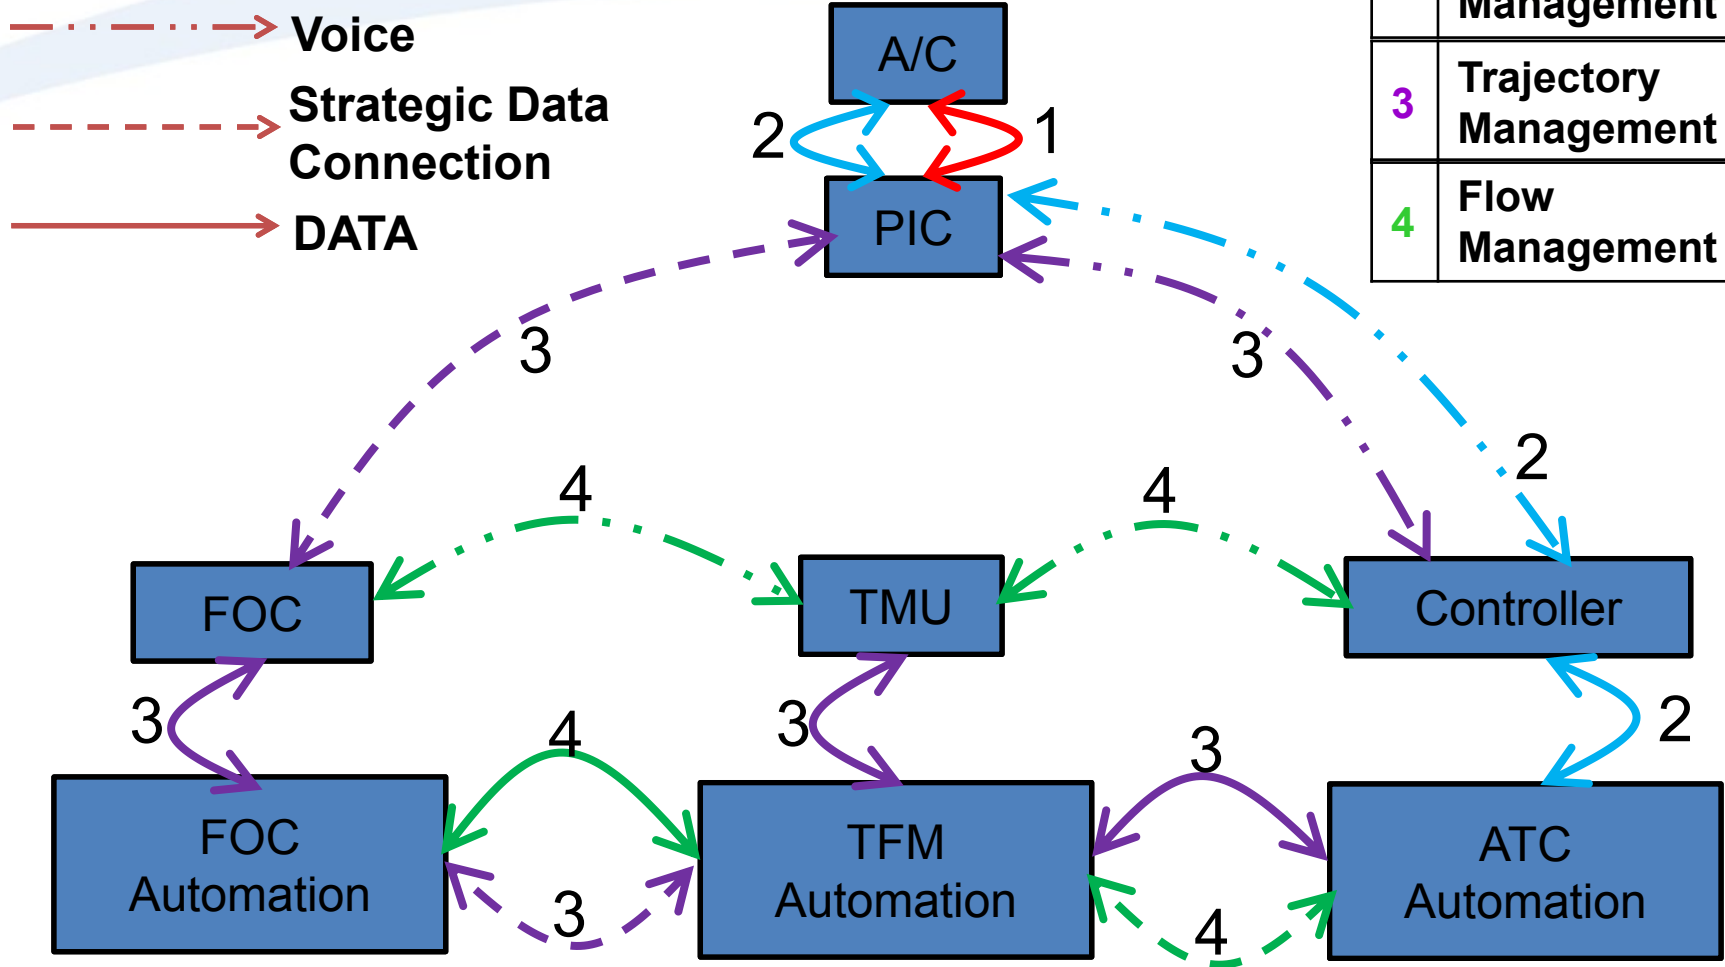 Voice
Strategic Data
Connection
DATA
Management
3 Trajectory
Management
4 Flow
Management
A/C
2
1
PIC
3
3
2
4
4
FOC
TMU
Controller
3
4
3
3
2
FOC
Automation
TFM
Automation
ATC
Automation
3
4